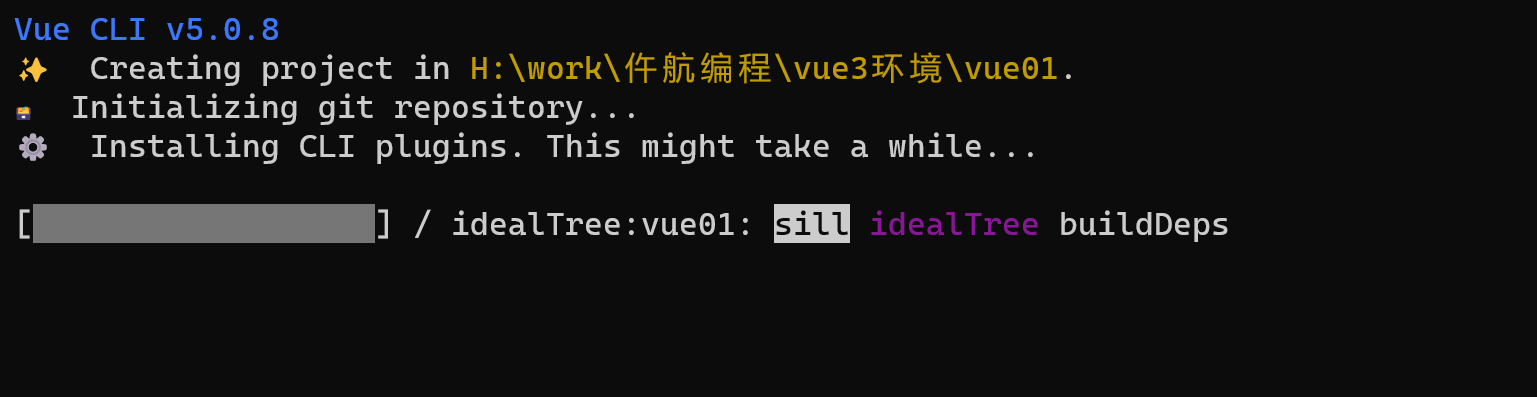 Vue CLI v5.0.8
✨  Creating project in H:\work\仵航编程\vue3环境\vue01.
🗃  Initializing git repository...
⚙  Installing CLI plugins. This might take a while...
[                  ] / idealTree:vue01: sill idealTree buildDeps